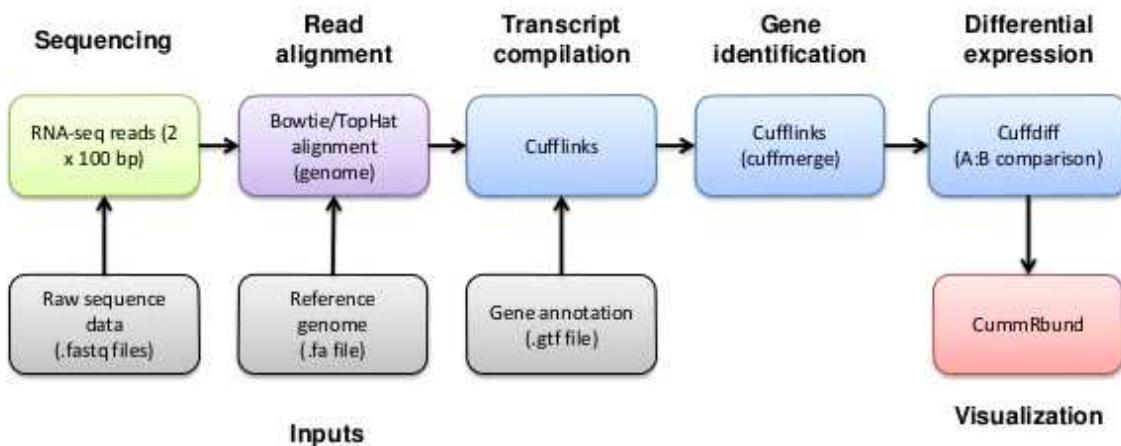 Sequencing
Read
alignment
Transcript
compilation
Gene
identification
Differential
expression
RNA-seq reads (2
x 100 bp)
Bowtie/TopHat
alignment
(genome)
Cufflinks
Cufflinks
(cuffmerge)
Cuffdiff
(A:B comparison)
Raw sequence
data
(.fastq files)
Reference
genome
(.fa file)
Gene annotation
(.gtf file)
CummRbund
Inputs
Visualization